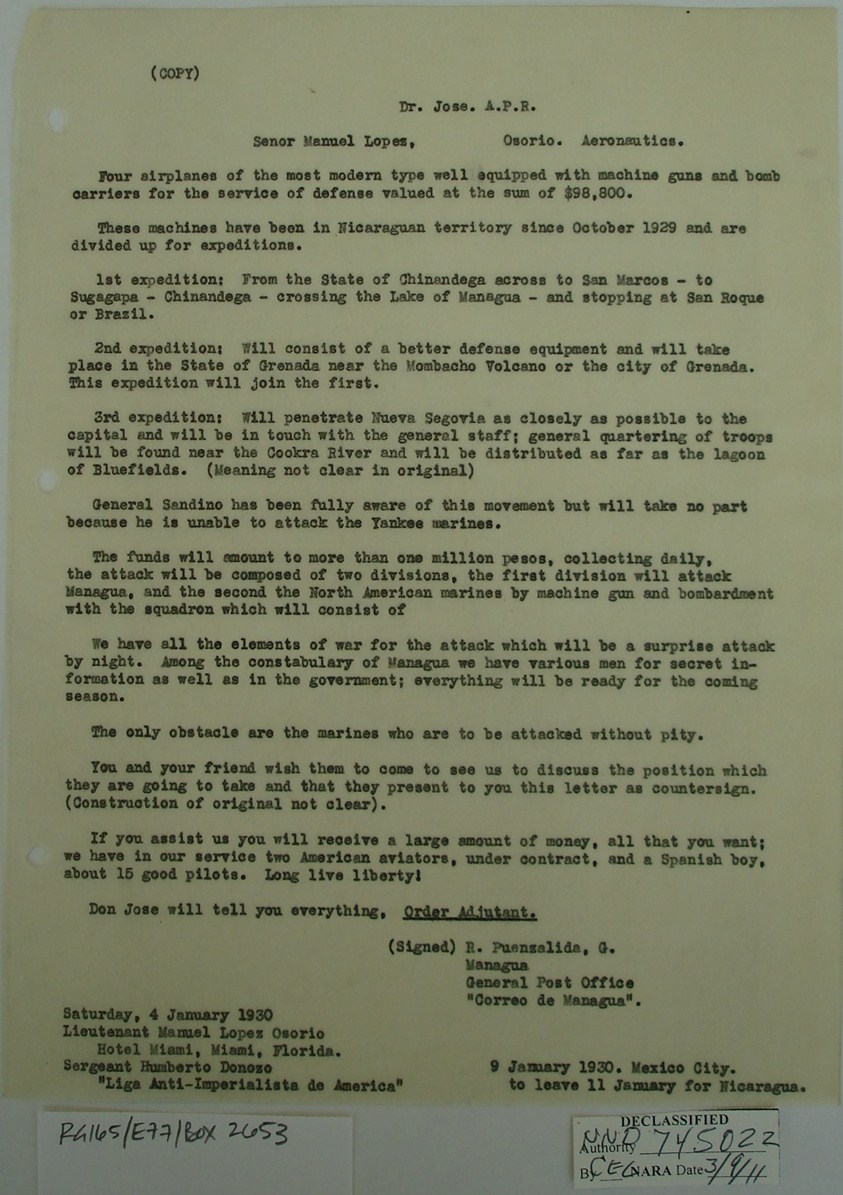 (COPY)
Dr. Jose. A.P.R.
Senor Manuel Lopez, Osorio. Aeronautics.
Four airplanes of the most modern type well equipped with machine guns and bomb
carriers for the service of defense valued at the sum of $98,800.
These machines have been in Nicaraguan territory since October 1929 and are
divided up for expeditions.
1st expedition: From the State of Chinandega across to San Marcos - to
Sugagapa - Chinandega - crossing the Lake of Managua - and stopping at San Roque
or Brazil.
2nd expedition: Will consist of a better defense equipment and will take
place in the State of Grenada near the Mombacho Volcano or the city of Grenada.
This expedition will join the first.
3rd expedition: Will penetrate Nueva Segovia as closely as possible to the
capital and will be in touch with the general staff; general quartering of troops
will be found near the Cookra River and will be distributed as far as the lagoon
of Bluefields. (Meaning not clear in original)
General Sandino has been fully aware of this movement but will take no part
because he is unable to attack the Yankee marines.
The funds will amount to more than one million pesos, collecting daily,
the attack will be composed of two divisions, the first division will attack
Managua, and the second the North American marines by machine gun and bombardment
with the squadron which will consist of
We have all the elements of war for the attack which will be a surprise attack
by night. Among the constabulary of Managua we have various men for secret in-
formation as well as in the government; everything will be ready for the coming
season.
The only obstacle are the marines who are to be attacked without pity.
You and your friend wish them to come to see us to discuss the position which
they are going to take and that they present to you this letter as countersign.
(Construction of original not clear).
If you assist us you will receive a large amount of money, all that you want;
we have in our service two American aviators, under contract, and a Spanish boy,
about 15 good pilots. Long live liberty!
Don Jose will tell you everything, Order Adjutant.
(Signed) R. Puenzalida, G.
Managua
General Post Office
"Correo de Managua".
Saturday, 4 January 1930
Lieutenant Manuel Lopez Osorio
Hotel Miami, Miami, Florida.
Sergeant Humberto Donozo 9 January 1930. Mexico City.
"Liga Anti-Imperialista de America" to leave 11 January for Nicaragua.
RG165/E77/Box 2653
DECLASSIFIED
Authority NND 745022
By CEG NARA Date 3/9/11